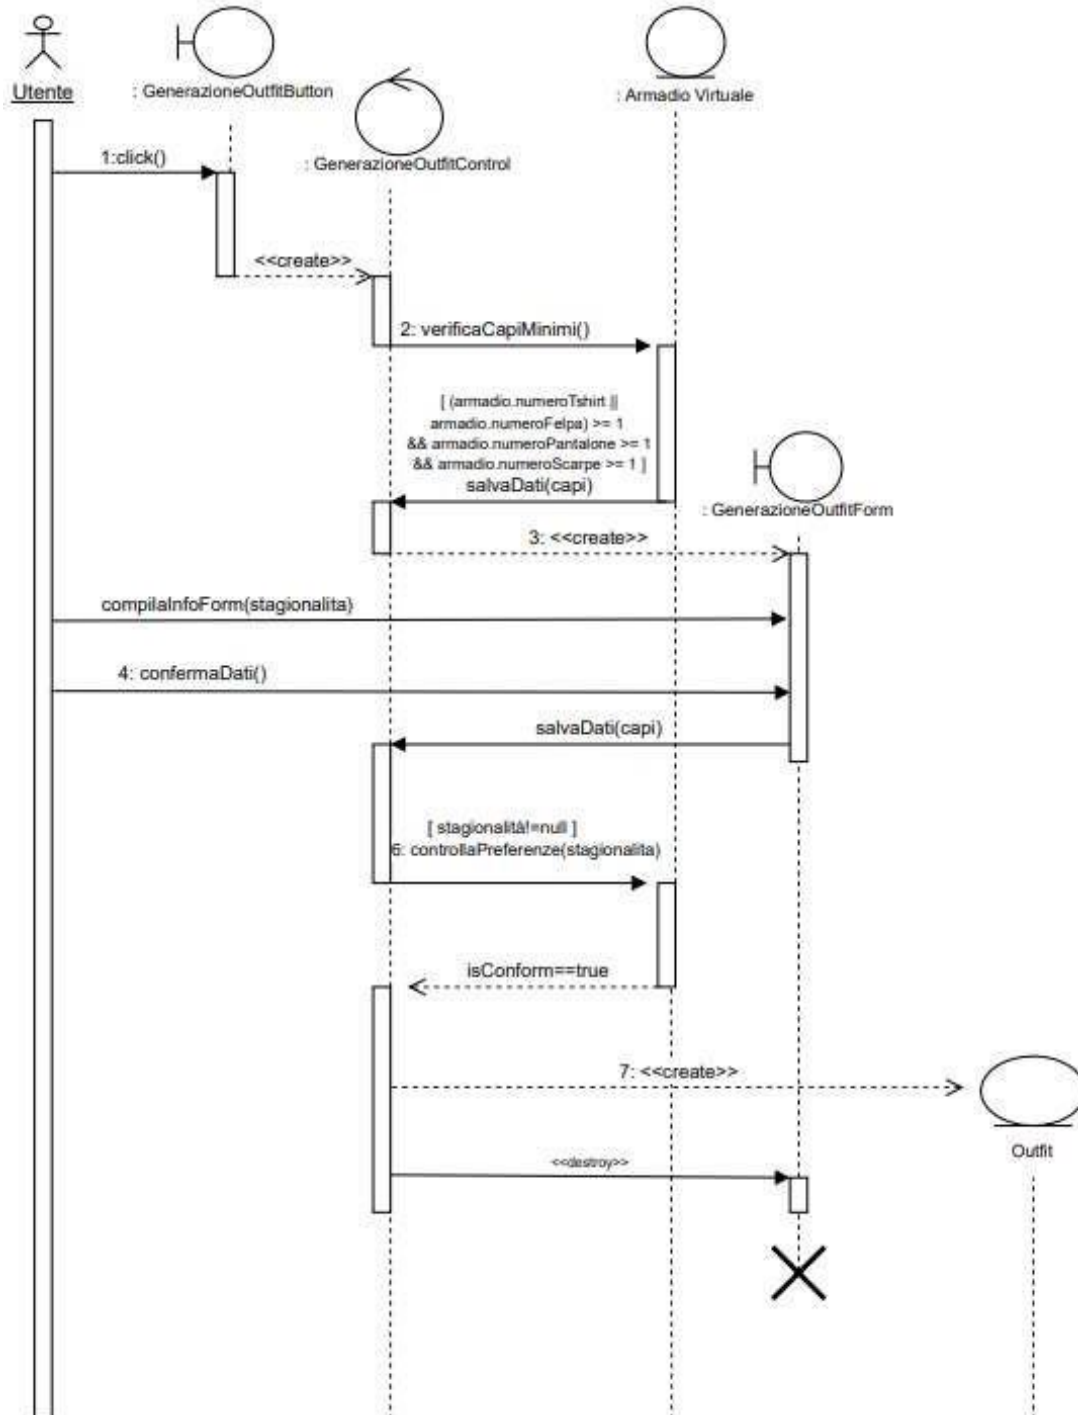 Utente
: GenerazioneOutfitButton
: GenerazioneOutfitControl
: Armadio Virtuale
1:click()
<<create>>
2: verificaCapiMinimi()
[ (armadio.numeroTshirt ||
armadio.numeroFelpa) >= 1
&& armadio.numeroPantalone >= 1
&& armadio.numeroScarpe >= 1 ]
salvaDati(capi)
: GenerazioneOutfitForm
3: <<create>>
compilaInfoForm(stagionalita)
4: confermaDati()
salvaDati(capi)
[ stagionalità!=null ]
6: controllaPreferenze(stagionalita)
isConform==true
7: <<create>>
Outfit
<<destroy>>